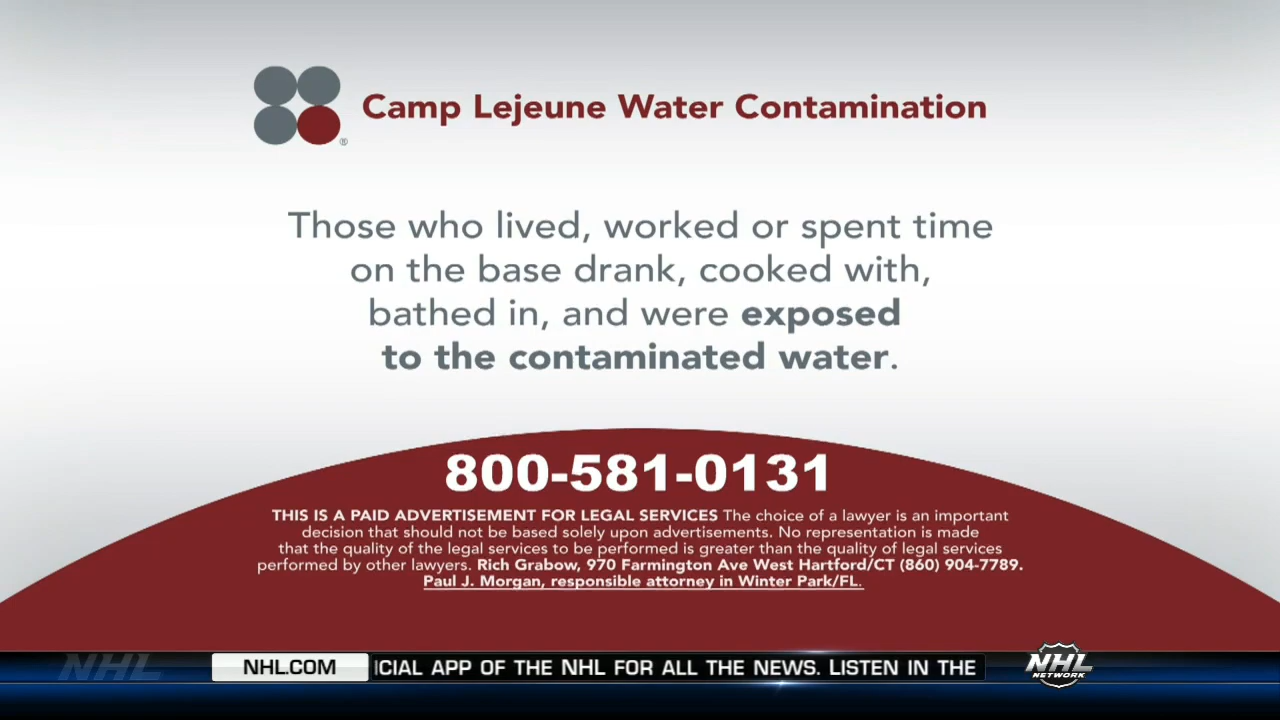 Camp Lejeune Water Contamination
®
Those who lived, worked or spent time
on the base drank, cooked with,
bathed in, and were exposed
to the contaminated water.
800-581-0131
THIS IS A PAID ADVERTISEMENT FOR LEGAL SERVICES The choice of a lawyer is an important
decision that should not be based solely upon advertisements. No representation is made
that the quality of the legal services to be performed is greater than the quality of legal services
performed by other lawyers. Rich Grabow, 970 Farmington Ave West Hartford/CT (860) 904-7789.
Paul J. Morgan, responsible attorney in Winter Park/FL.
NHL NHL.COM ICIAL APP OF THE NHL FOR ALL THE NEWS. LISTEN IN THE NHL
NETWORK